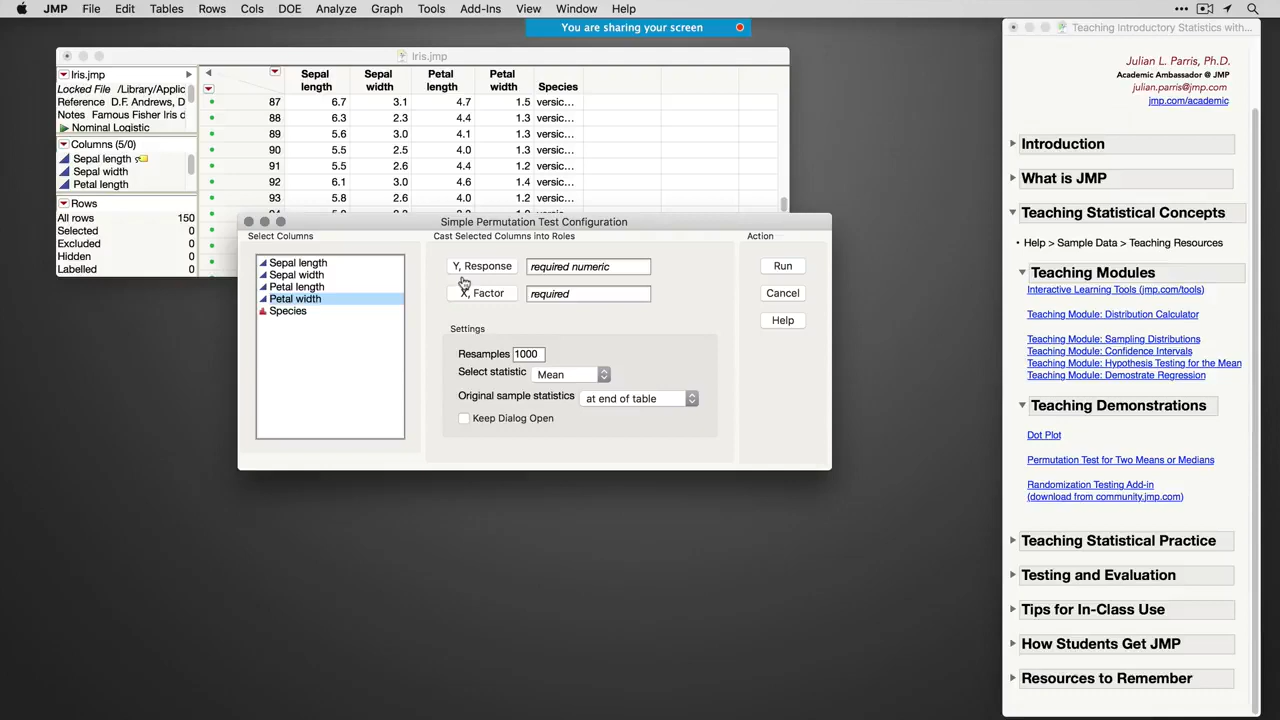 JMP File Edit Tables Rows Cols DOE Analyze Graph Tools Add-Ins View Window Help
You are sharing your screen
Iris.jmp
Iris.jmp
Locked File /Library/Applic
Reference D.F. Andrews, D
Notes Famous Fisher Iris d
Nominal Logistic
Columns (5/0)
Sepal length
Sepal width
Petal length
Rows
All rows 150
Selected 0
Excluded 0
Hidden 0
Labelled 0
Sepal length Sepal width Petal length Petal width Species
87 6.7 3.1 4.7 1.5 versic...
88 6.3 2.3 4.4 1.3 versic...
89 5.6 3.0 4.1 1.3 versic...
90 5.5 2.5 4.0 1.3 versic...
91 5.5 2.6 4.4 1.2 versic...
92 6.1 3.0 4.6 1.4 versic...
93 5.8 2.6 4.0 1.2 versic...
Simple Permutation Test Configuration
Select Columns
Sepal length
Sepal width
Petal length
Petal width
Species
Cast Selected Columns into Roles
Y, Response required numeric
X, Factor required
Settings
Resamples 1000
Select statistic Mean
Original sample statistics at end of table
Keep Dialog Open
Action
Run
Cancel
Help
Teaching Introductory Statistics with...
Julian L. Parris, Ph.D.
Academic Ambassador @ JMP
julian.parris@jmp.com
jmp.com/academic
Introduction
What is JMP
Teaching Statistical Concepts
• Help > Sample Data > Teaching Resources
Teaching Modules
Interactive Learning Tools (jmp.com/tools)
Teaching Module: Distribution Calculator
Teaching Module: Sampling Distributions
Teaching Module: Confidence Intervals
Teaching Module: Hypothesis Testing for the Mean
Teaching Module: Demostrate Regression
Teaching Demonstrations
Dot Plot
Permutation Test for Two Means or Medians
Randomization Testing Add-in
(download from community.jmp.com)
Teaching Statistical Practice
Testing and Evaluation
Tips for In-Class Use
How Students Get JMP
Resources to Remember